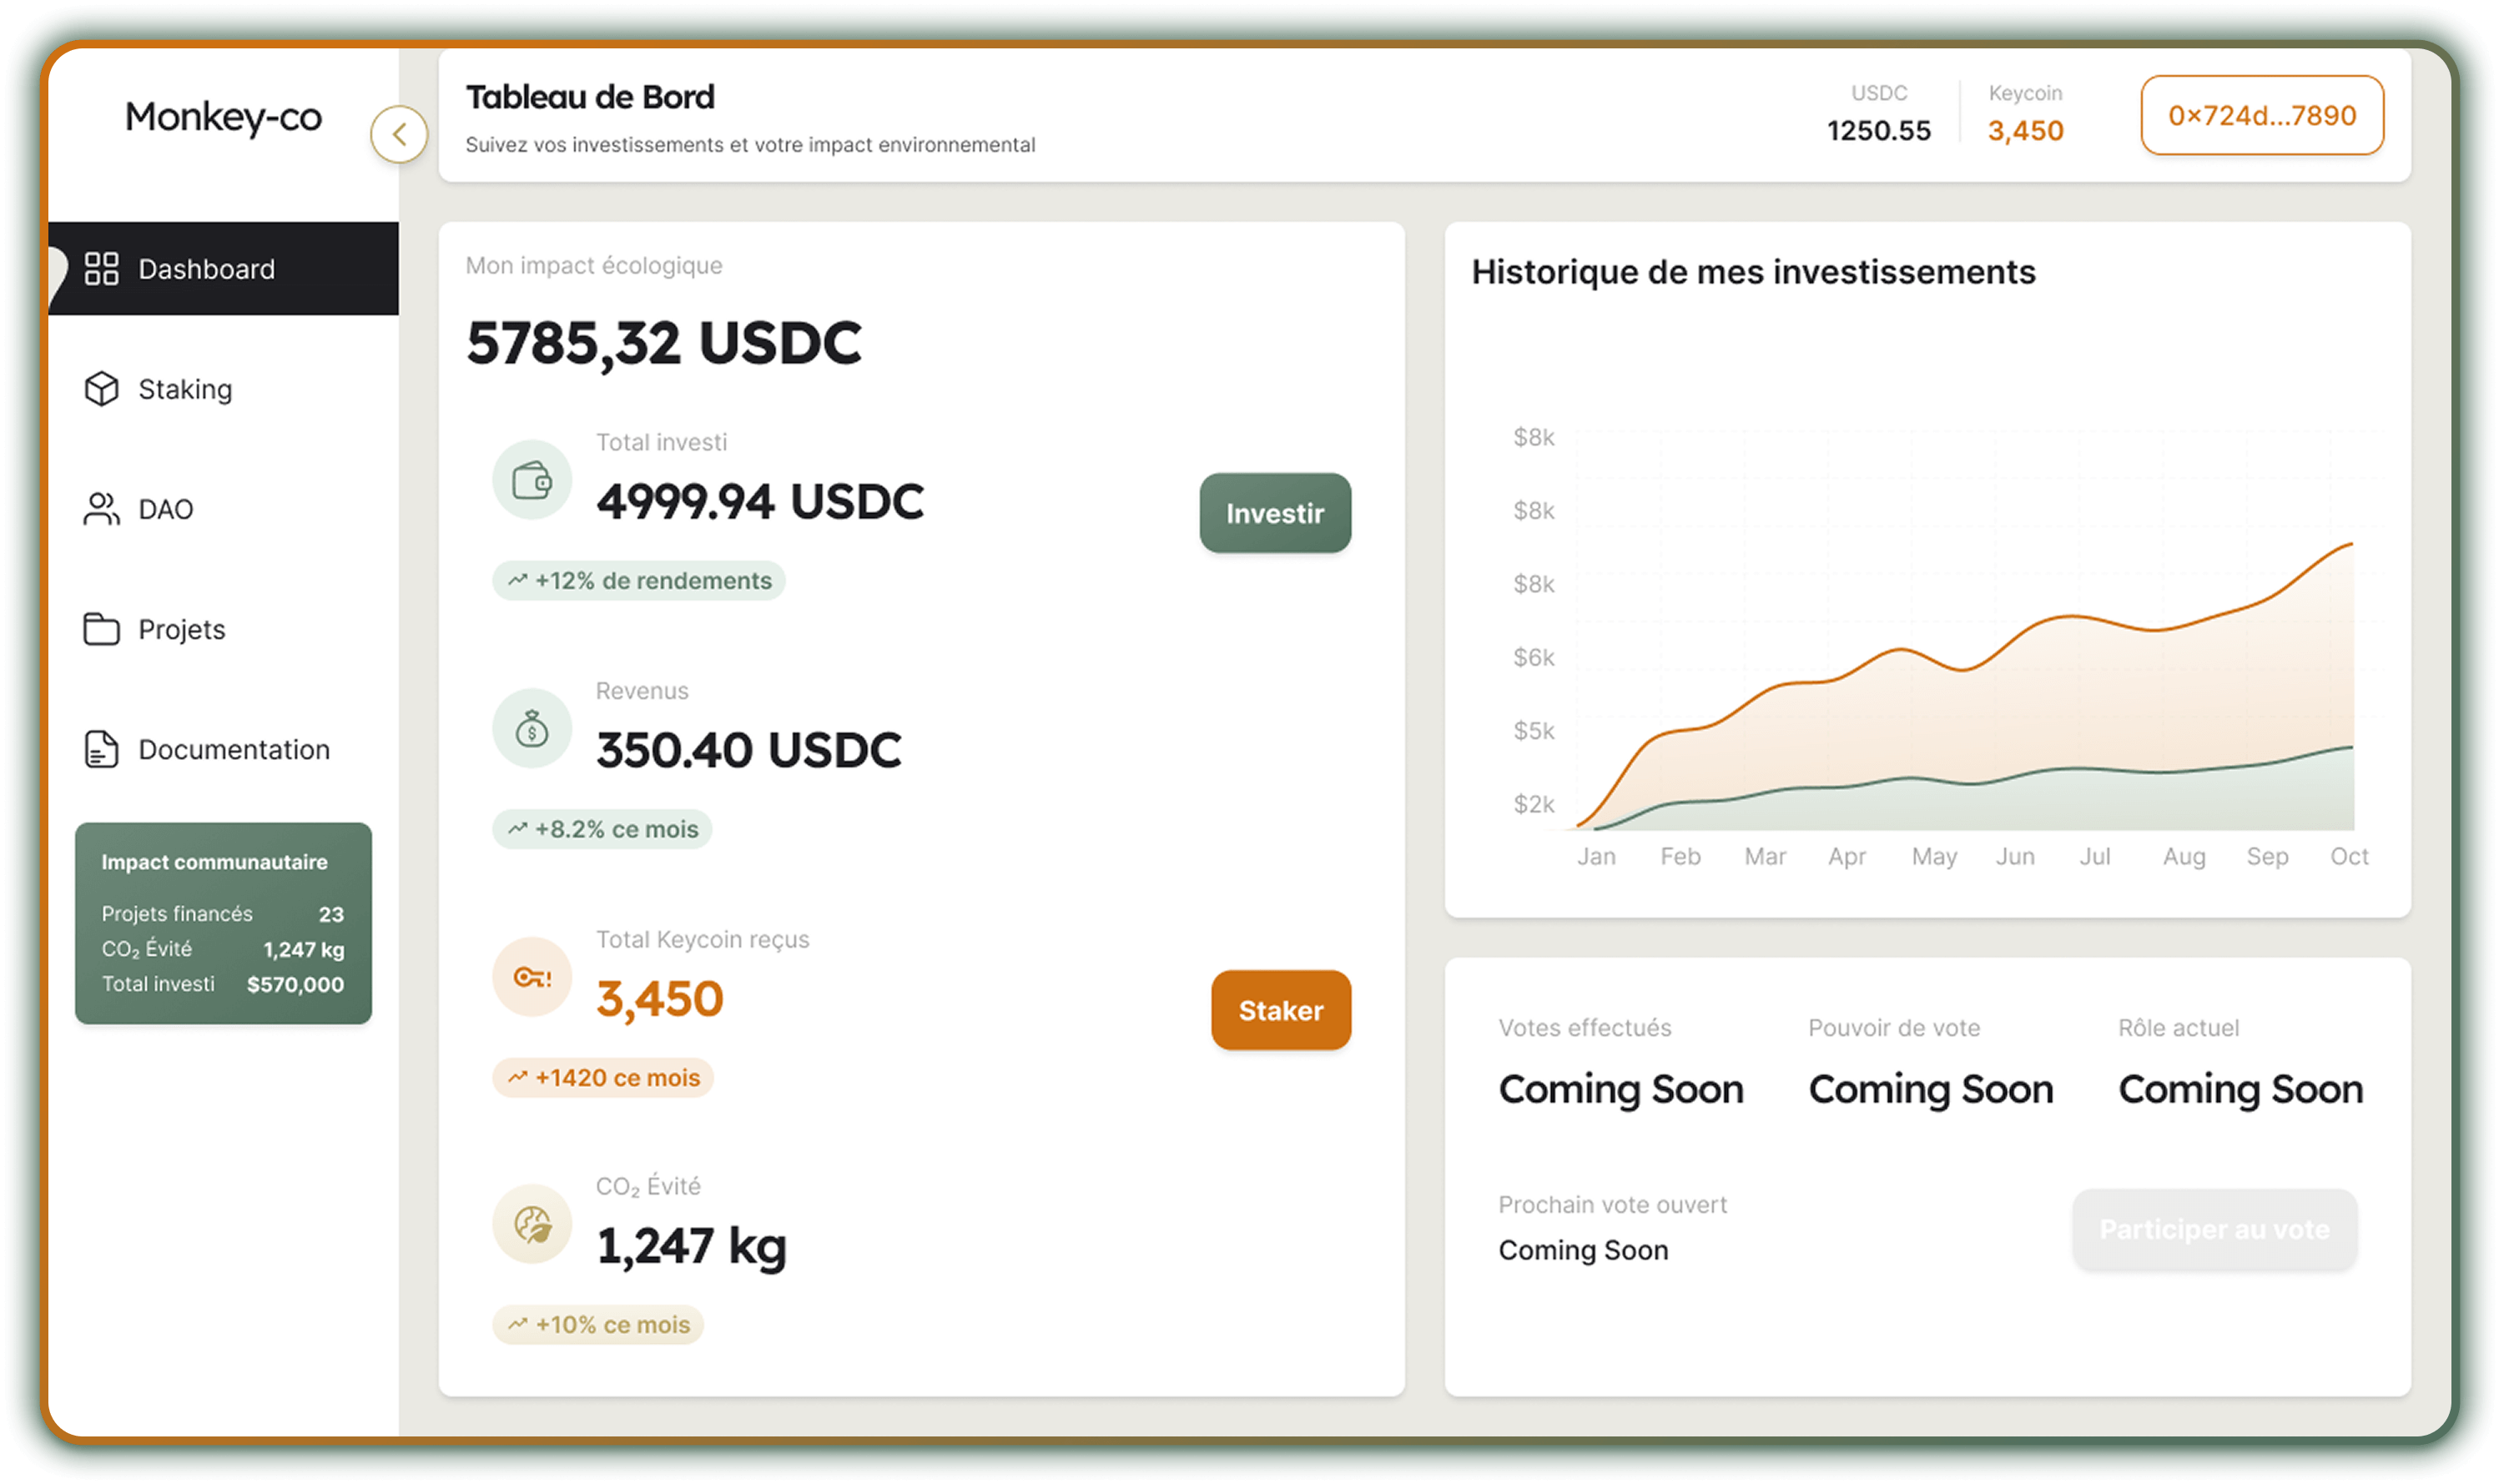 Monkey-co
Dashboard
Staking
DAO
Projets
Documentation
Impact communautaire
Projets financés 23
CO₂ Évité 1,247 kg
Total investi $570,000
Tableau de Bord
Suivez vos investissements et votre impact environnemental
USDC
1250.55
Keycoin
3,450
0×724d...7890
Mon impact écologique
5785,32 USDC
Total investi
4999.94 USDC
+12% de rendements
Investir
Revenus
350.40 USDC
+8.2% ce mois
Total Keycoin reçus
3,450
+1420 ce mois
Staker
CO₂ Évité
1,247 kg
+10% ce mois
Historique de mes investissements
$8k
$8k
$8k
$6k
$5k
$2k
Jan Feb Mar Apr May Jun Jul Aug Sep Oct
Votes effectués
Coming Soon
Pouvoir de vote
Coming Soon
Rôle actuel
Coming Soon
Prochain vote ouvert
Coming Soon
Participer au vote